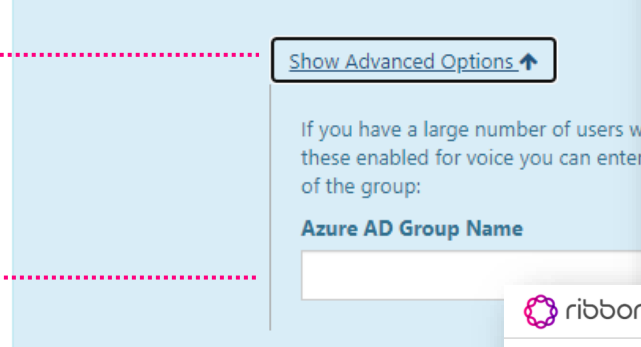 Show Advanced Options
If you have a large number of users
these enabled for voice you can enter
of the group:
Azure AD Group Name
ribbon